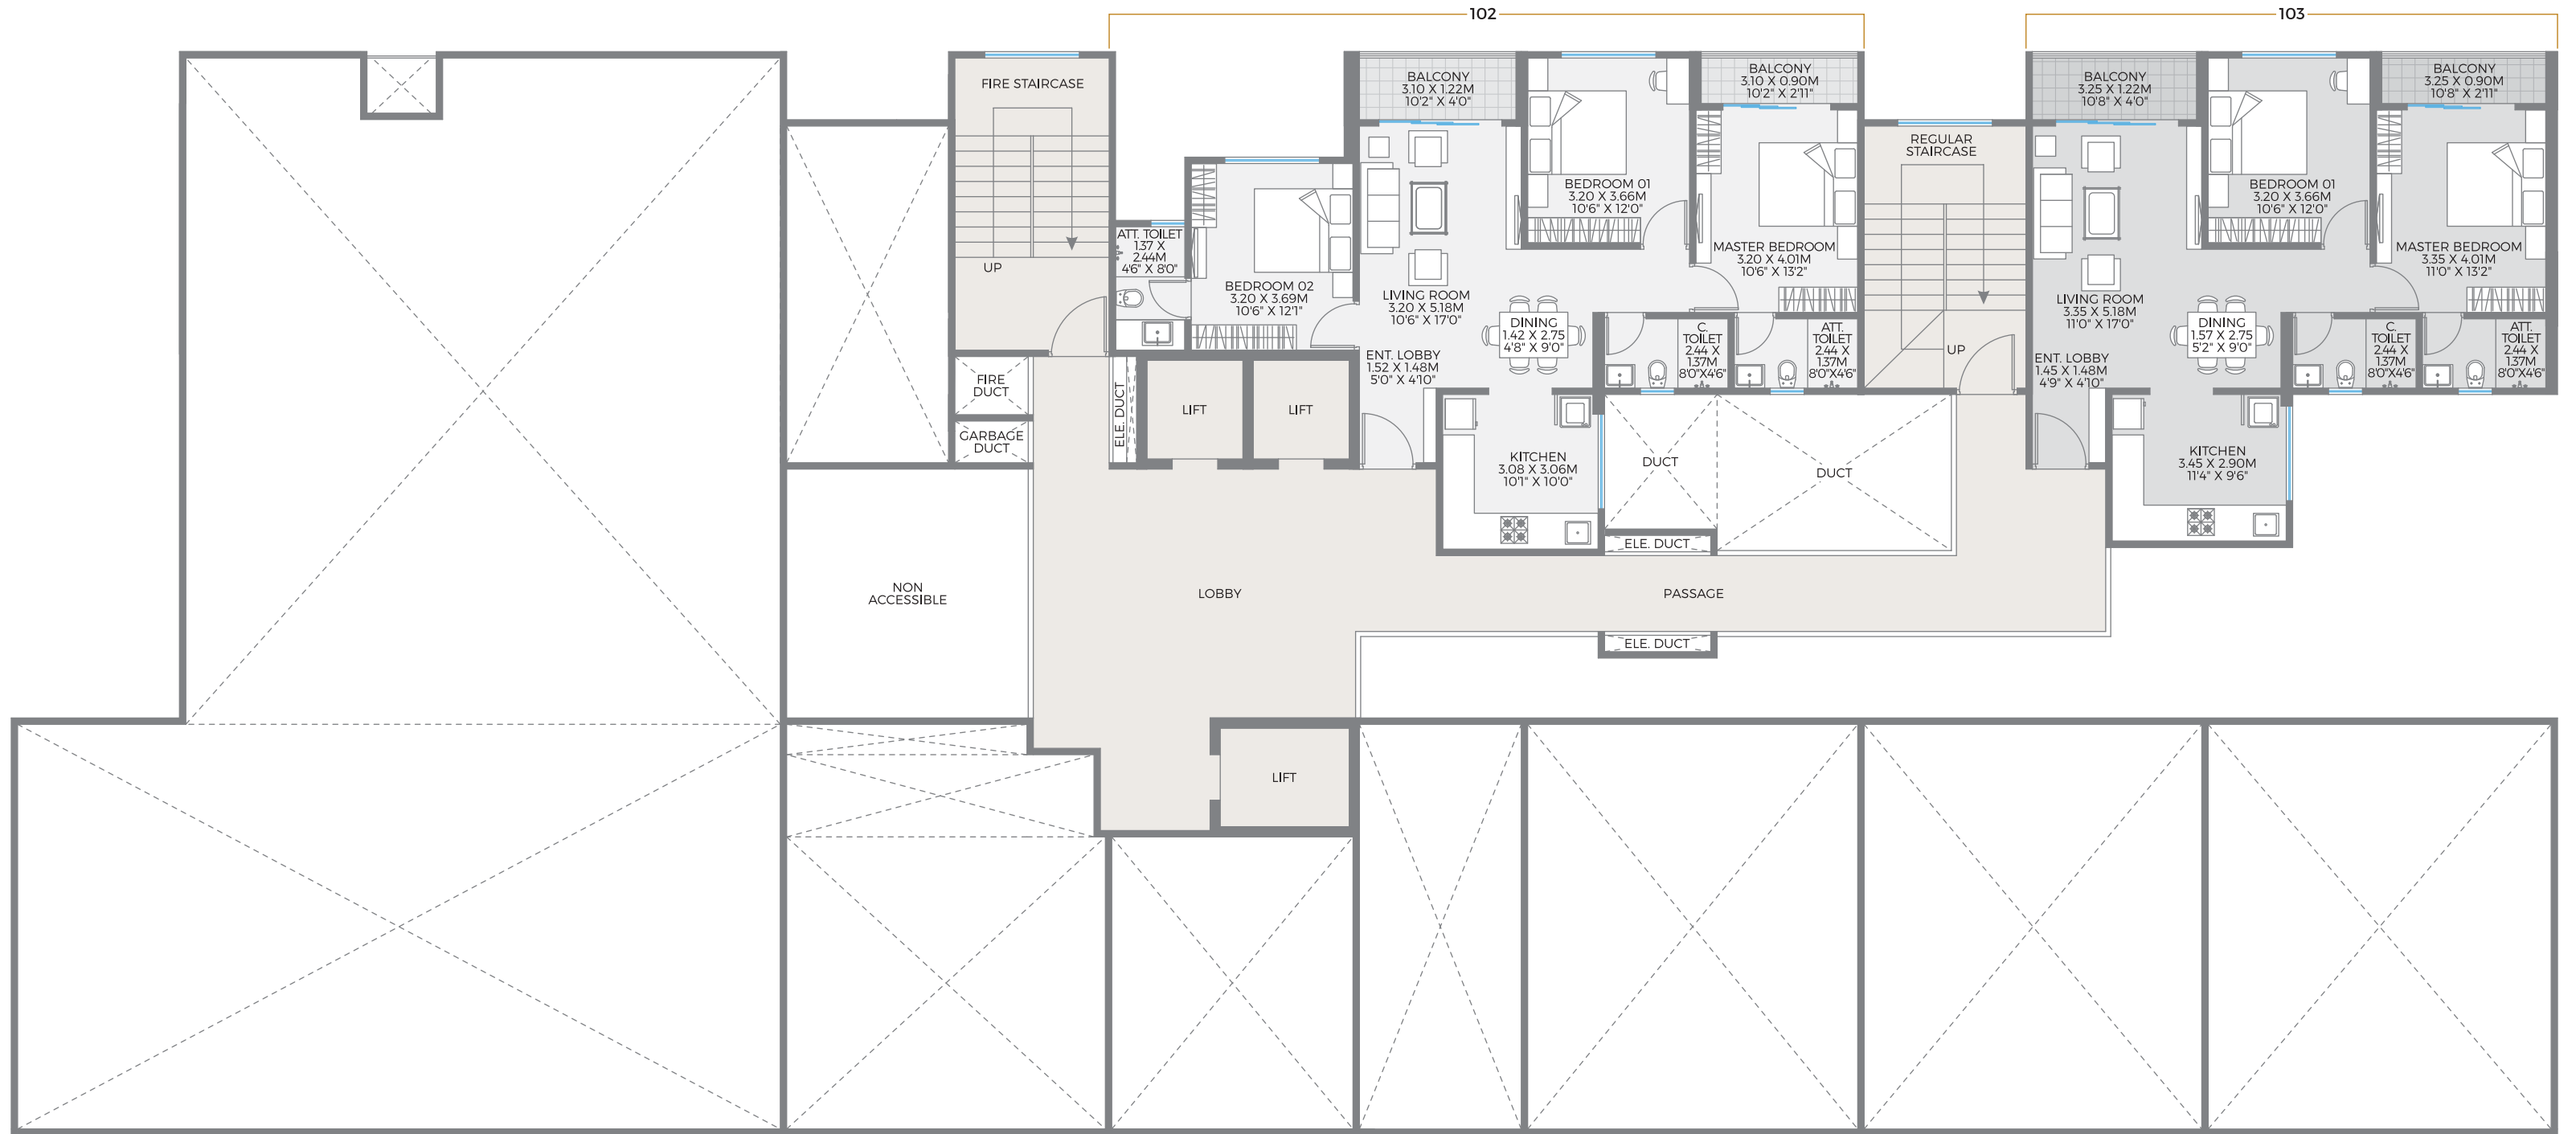 102
103
FIRE STAIRCASE
UP
BALCONY
3.10 X 1.22M
10'2" X 4'0"
BEDROOM 01
3.20 X 3.66M
10'6" X 12'0"
BALCONY
3.10 X 0.90M
10'2" X 2'11"
MASTER BEDROOM
3.20 X 4.01M
10'6" X 13'2"
ATT. TOILET
1.37 X
2.44M
4'6" X 8'0"
BEDROOM 02
3.20 X 3.69M
10'6" X 12'1"
LIVING ROOM
3.20 X 5.18M
10'6" X 17'0"
DINING
1.42 X 2.75
4'8" X 9'0"
ENT. LOBBY
1.52 X 1.48M
5'0" X 4'10"
C.
TOILET
2.44 X
1.37M
8'0"X4'6"
ATT.
TOILET
2.44 X
1.37M
8'0"X4'6"
KITCHEN
3.08 X 3.06M
10'1" X 10'0"
REGULAR
STAIRCASE
UP
BALCONY
3.25 X 1.22M
10'8" X 4'0"
BEDROOM 01
3.20 X 3.66M
10'6" X 12'0"
BALCONY
3.25 X 0.90M
10'8" X 2'11"
MASTER BEDROOM
3.35 X 4.01M
11'0" X 13'2"
LIVING ROOM
3.35 X 5.18M
11'0" X 17'0"
DINING
1.57 X 2.75
5'2" X 9'0"
ENT. LOBBY
1.45 X 1.48M
4'9" X 4'10"
C.
TOILET
2.44 X
1.37M
8'0"X4'6"
ATT.
TOILET
2.44 X
1.37M
8'0"X4'6"
KITCHEN
3.45 X 2.90M
11'4" X 9'6"
FIRE
DUCT
GARBAGE
DUCT
ELE. DUCT
LIFT
LIFT
DUCT
DUCT
ELE. DUCT
NON
ACCESSIBLE
LOBBY
PASSAGE
ELE. DUCT
LIFT